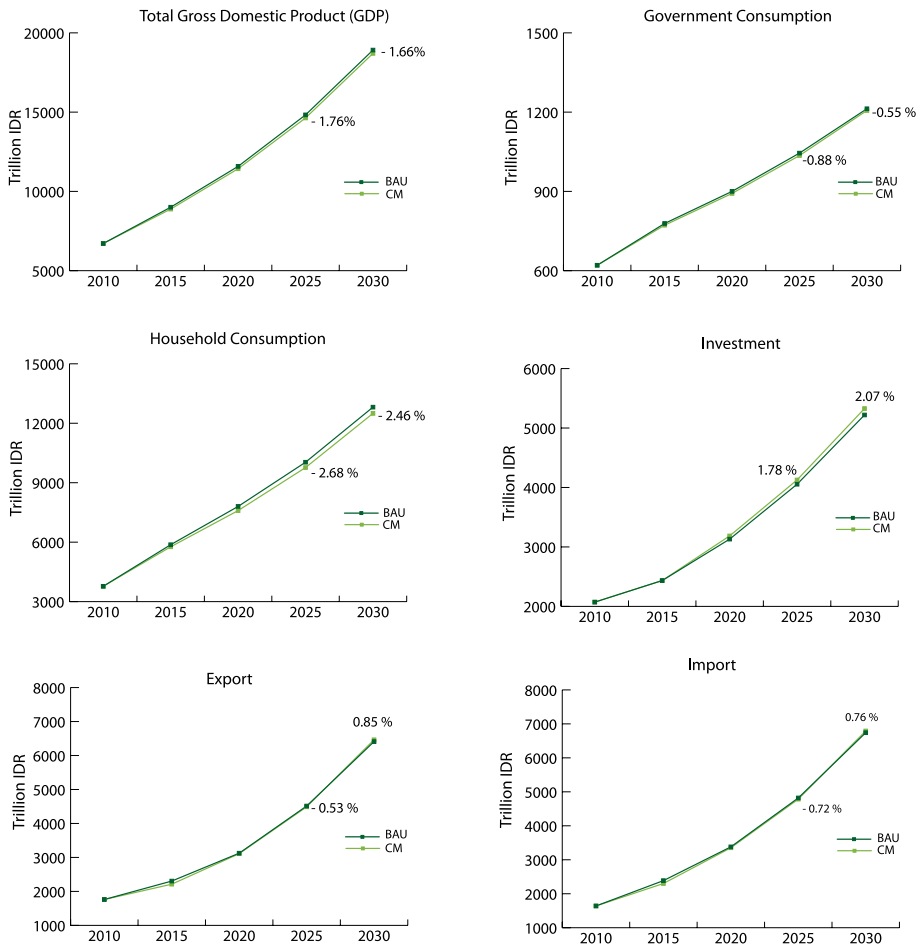 Total Gross Domestic Product (GDP)
20000
15000
10000
5000
Trillion IDR
- 1.66%
- 1.76%
BAU
CM
2010 2015 2020 2025 2030
Government Consumption
1500
1200
900
600
Trillion IDR
-0.55 %
-0.88 %
BAU
CM
2010 2015 2020 2025 2030
Household Consumption
15000
12000
9000
6000
3000
Trillion IDR
- 2.46 %
- 2.68 %
BAU
CM
2010 2015 2020 2025 2030
Investment
6000
5000
4000
3000
2000
Trillion IDR
2.07 %
1.78 %
BAU
CM
2010 2015 2020 2025 2030
Export
8000
7000
6000
5000
4000
3000
2000
1000
Trillion IDR
0.85 %
- 0.53 %
BAU
CM
2010 2015 2020 2025 2030
Import
8000
7000
6000
5000
4000
3000
2000
1000
Trillion IDR
0.76 %
- 0.72 %
BAU
CM
2010 2015 2020 2025 2030